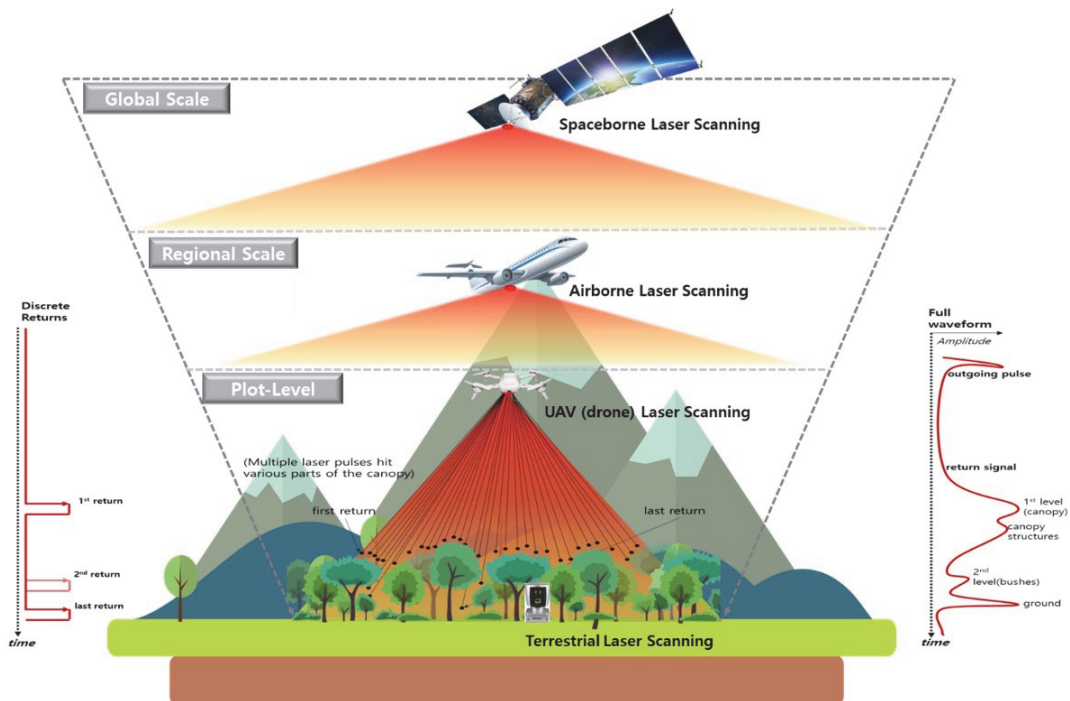 Global Scale
Spaceborne Laser Scanning
Regional Scale
Airborne Laser Scanning
Discrete
Returns
Full
waveform
Amplitude
outgoing pulse
Plot-Level
UAV (drone) Laser Scanning
(Multiple laser pulses hit
various parts of the canopy)
first return
last return
return signal
1st return
2nd return
last return
time
1st level
(canopy)
canopy
structures
2nd
level(bushes)
ground
time
Terrestrial Laser Scanning